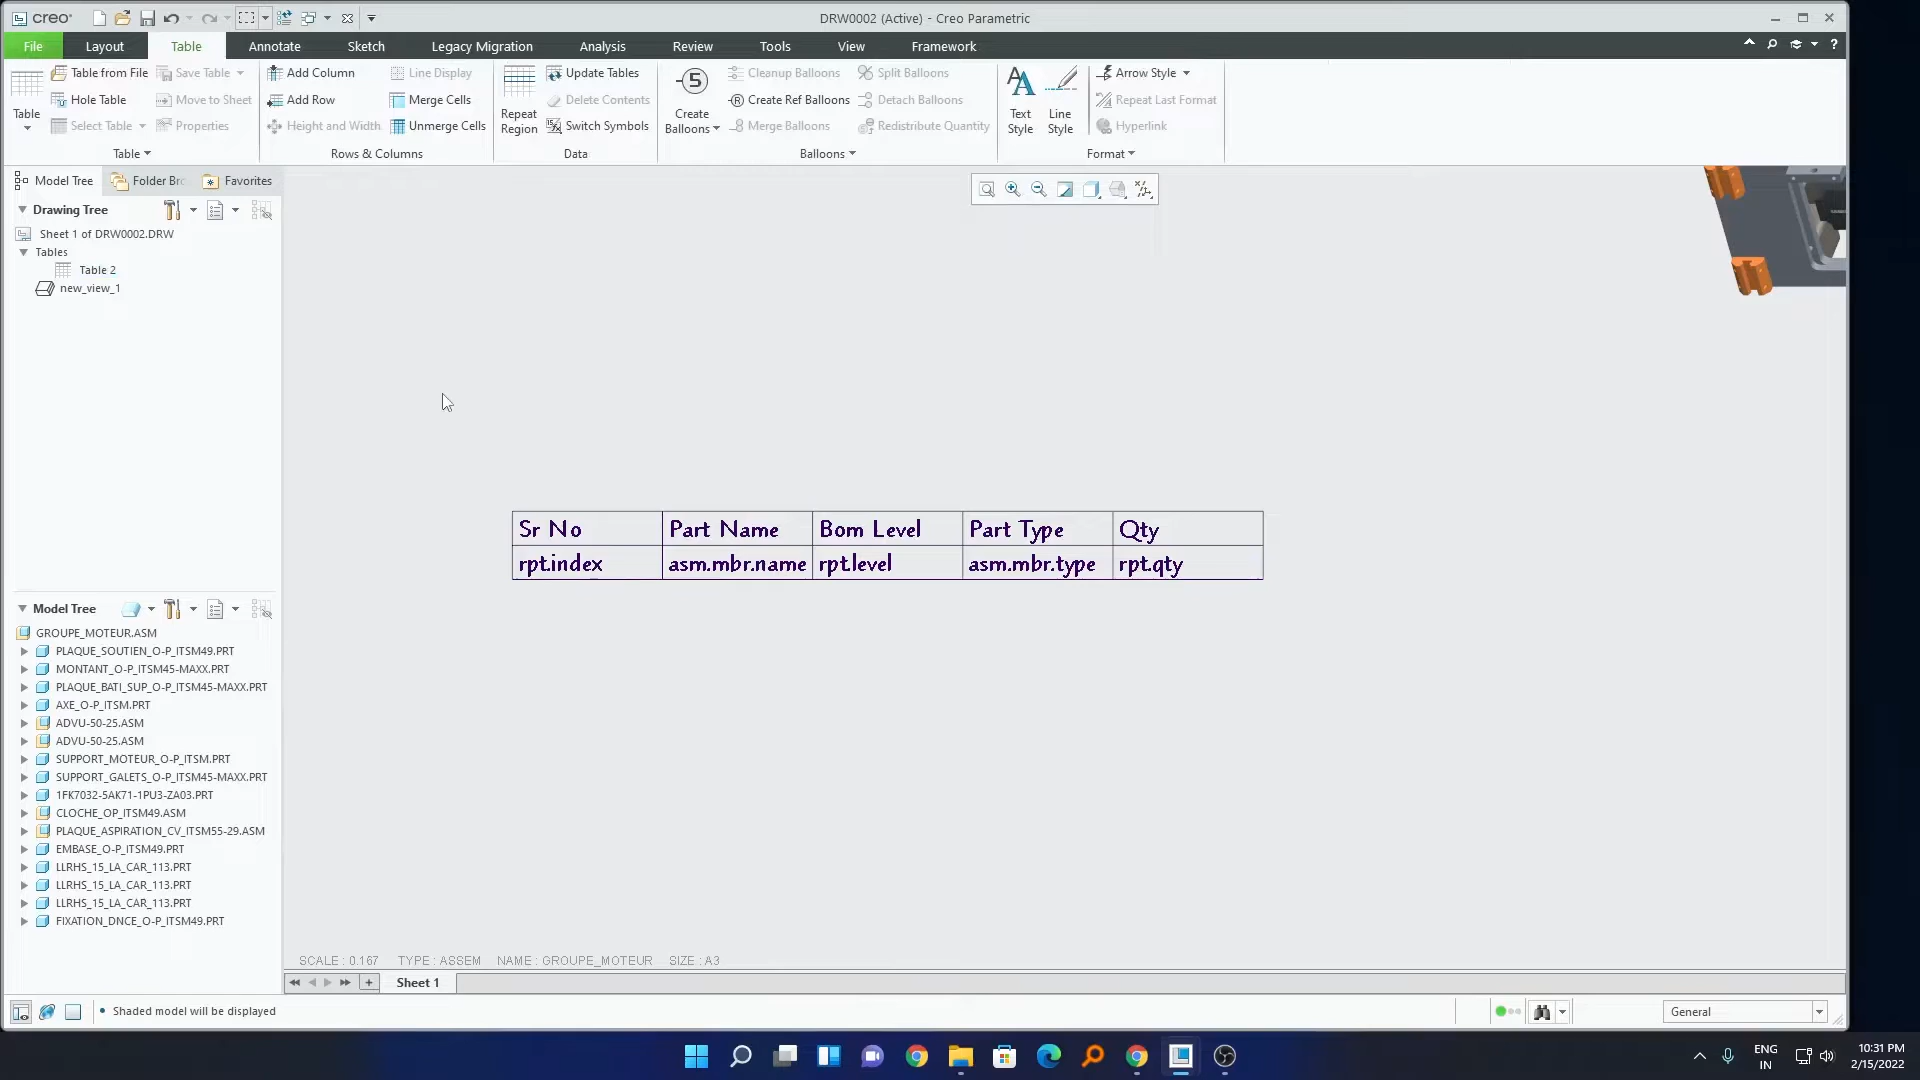 creo
DRW0002 (Active) - Creo Parametric
File Layout Table Annotate Sketch Legacy Migration Analysis Review Tools View Framework
Table
Table from File
Save Table
Hole Table
Move to Sheet
Select Table
Properties
Table
Add Column
Line Display
Add Row
Merge Cells
Height and Width
Unmerge Cells
Rows & Columns
Repeat
Region
Update Tables
Delete Contents
Switch Symbols
Data
5
Create
Balloons
Cleanup Balloons
Split Balloons
Create Ref Balloons
Detach Balloons
Merge Balloons
Redistribute Quantity
Balloons
Text
Style
Line
Style
Arrow Style
Repeat Last Format
Hyperlink
Format
Model Tree
Folder Br
Favorites
Drawing Tree
Sheet 1 of DRW0002.DRW
Tables
Table 2
new_view_1
Sr No Part Name Bom Level Part Type Qty
rpt.index asm.mbr.name rpt.level asm.mbr.type rpt.qty
Model Tree
GROUPE_MOTEUR.ASM
PLAQUE_SOUTIEN_O-P_ITSM49.PRT
MONTANT_O-P_ITSM45-MAXX.PRT
PLAQUE_BATI_SUP_O-P_ITSM45-MAXX.PRT
AXE_O-P_ITSM.PRT
ADVU-50-25.ASM
ADVU-50-25.ASM
SUPPORT_MOTEUR_O-P_ITSM.PRT
SUPPORT_GALETS_O-P_ITSM45-MAXX.PRT
1FK7032-5AK71-1PU3-ZA03.PRT
CLOCHE_OP_ITSM49.ASM
PLAQUE_ASPIRATION_CV_ITSM55-29.ASM
EMBASE_O-P_ITSM49.PRT
LLRHS_15_LA_CAR_113.PRT
LLRHS_15_LA_CAR_113.PRT
LLRHS_15_LA_CAR_113.PRT
FIXATION_DNCE_O-P_ITSM49.PRT
SCALE : 0.167 TYPE : ASSEM NAME : GROUPE_MOTEUR SIZE : A3
Sheet 1
• Shaded model will be displayed
General
ENG
IN
10:31 PM
2/15/2022